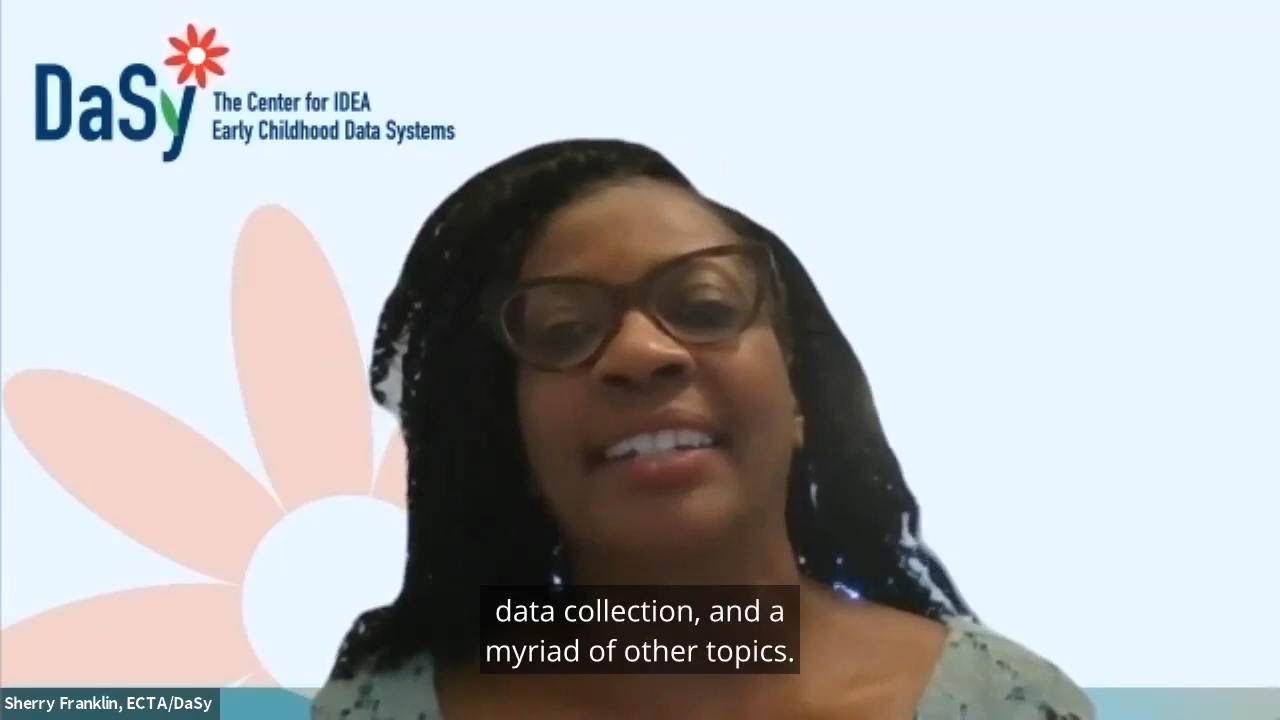 DaSy
The Center for IDEA
Early Childhood Data Systems
data collection, and a
myriad of other topics.
Sherry Franklin, ECTA/DaSy